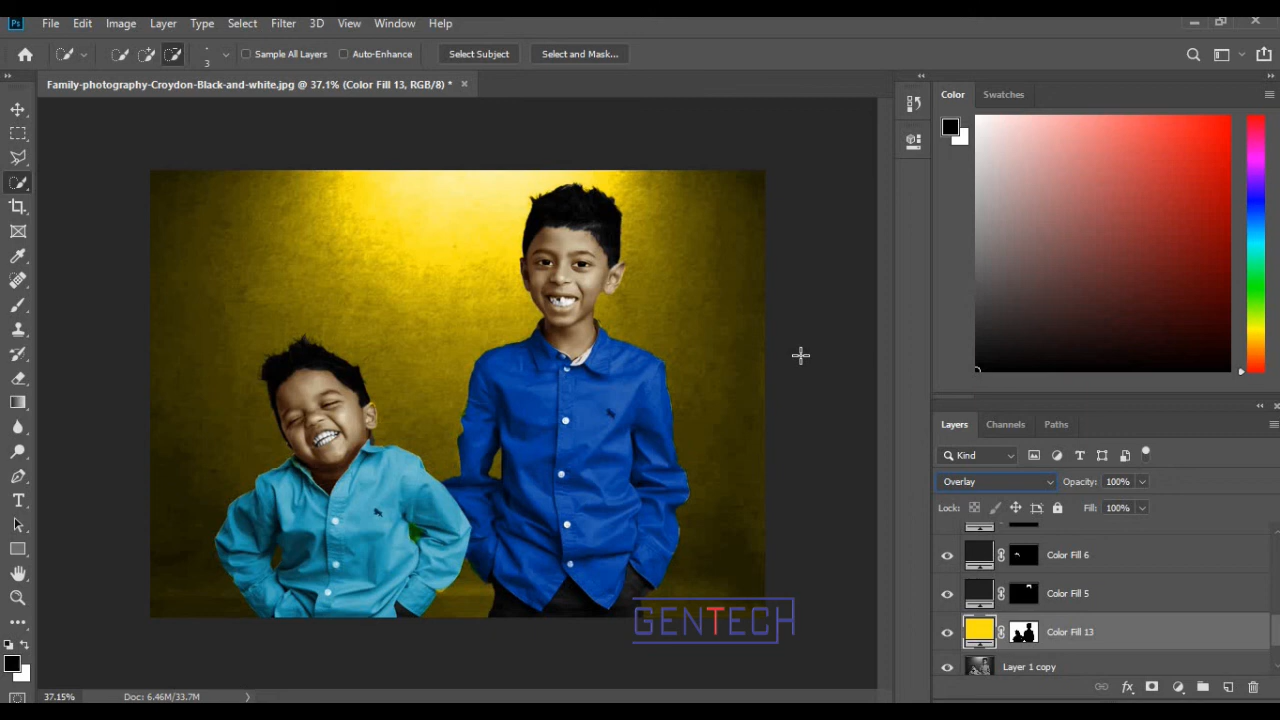 Ps File Edit Image Layer Type Select Filter 3D View Window Help
3 Sample All Layers Auto-Enhance Select Subject Select and Mask...
Family-photography-Croydon-Black-and-white.jpg @ 37.1% (Color Fill 13, RGB/8) *
Color Swatches
Layers Channels Paths
Kind
Overlay Opacity: 100%
Lock: Fill: 100%
Color Fill 6
Color Fill 5
Color Fill 13
Layer 1 copy
GENTECH
37.15% Doc: 6.46M/33.7M